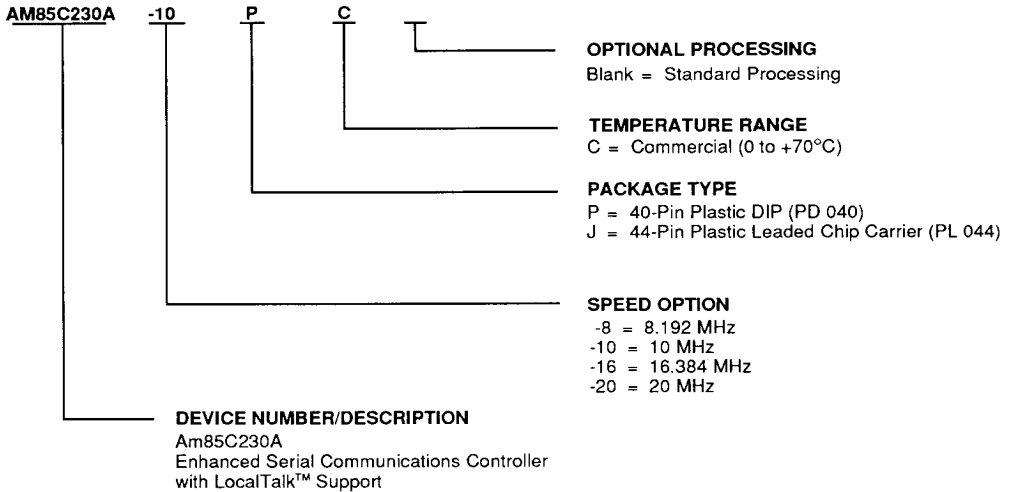 AM85C230A -10 P C
OPTIONAL PROCESSING
Blank = Standard Processing
TEMPERATURE RANGE
C = Commercial (0 to +70°C)
PACKAGE TYPE
P = 40-Pin Plastic DIP (PD 040)
J = 44-Pin Plastic Leaded Chip Carrier (PL 044)
SPEED OPTION
-8 = 8.192 MHz
-10 = 10 MHz
-16 = 16.384 MHz
-20 = 20 MHz
DEVICE NUMBER/DESCRIPTION
Am85C230A
Enhanced Serial Communications Controller
with LocalTalk™ Support